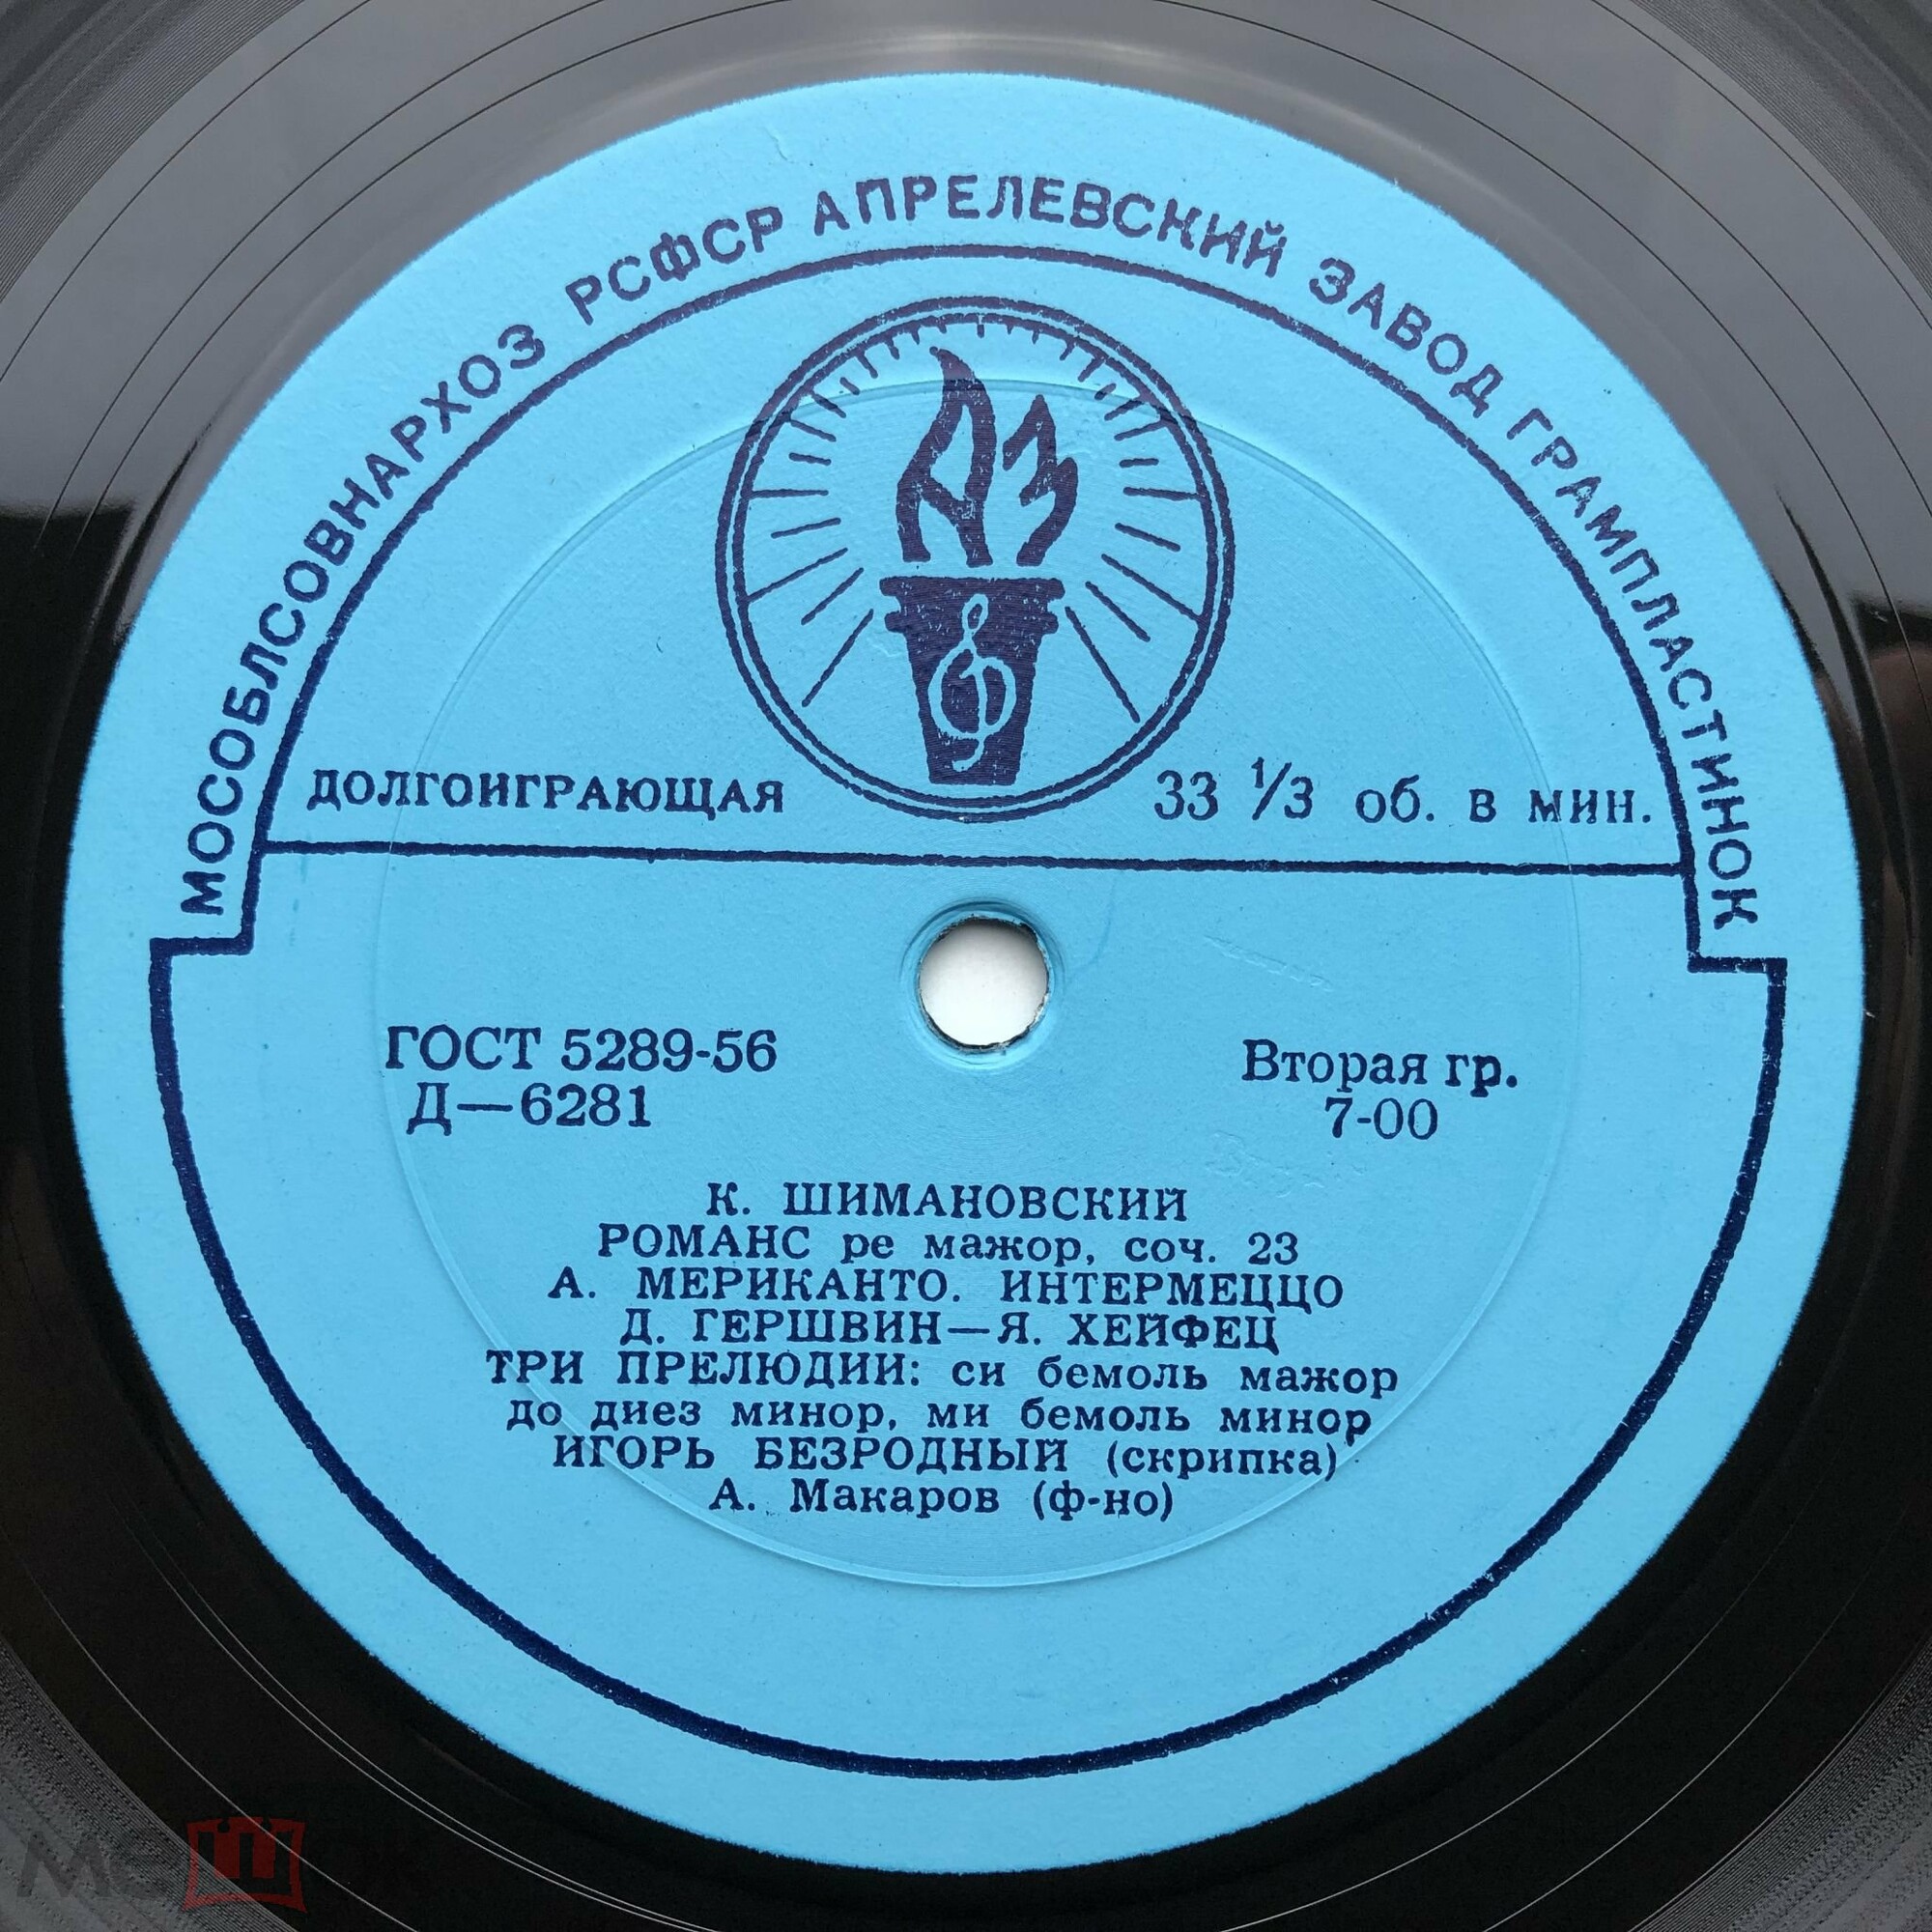 МОСОБЛСОВНАРХОЗ РСФСР АПРЕЛЕВСКИЙ ЗАВОД ГРАМПЛАСТИНОК
АЗ
ДОЛГОИГРАЮЩАЯ
33 1/3 об. в мин.
ГОСТ 5289-56
Д—6281
Вторая гр.
7-00
К. ШИМАНОВСКИЙ
РОМАНС ре мажор, соч. 23
А. МЕРИКАНТО. ИНТЕРМЕЦЦО
Д. ГЕРШВИН—Я. ХЕЙФЕЦ
ТРИ ПРЕЛЮДИИ: си бемоль мажор
до диез минор, ми бемоль минор
ИГОРЬ БЕЗРОДНЫЙ (скрипка)
А. Макаров (ф-но)
мешок